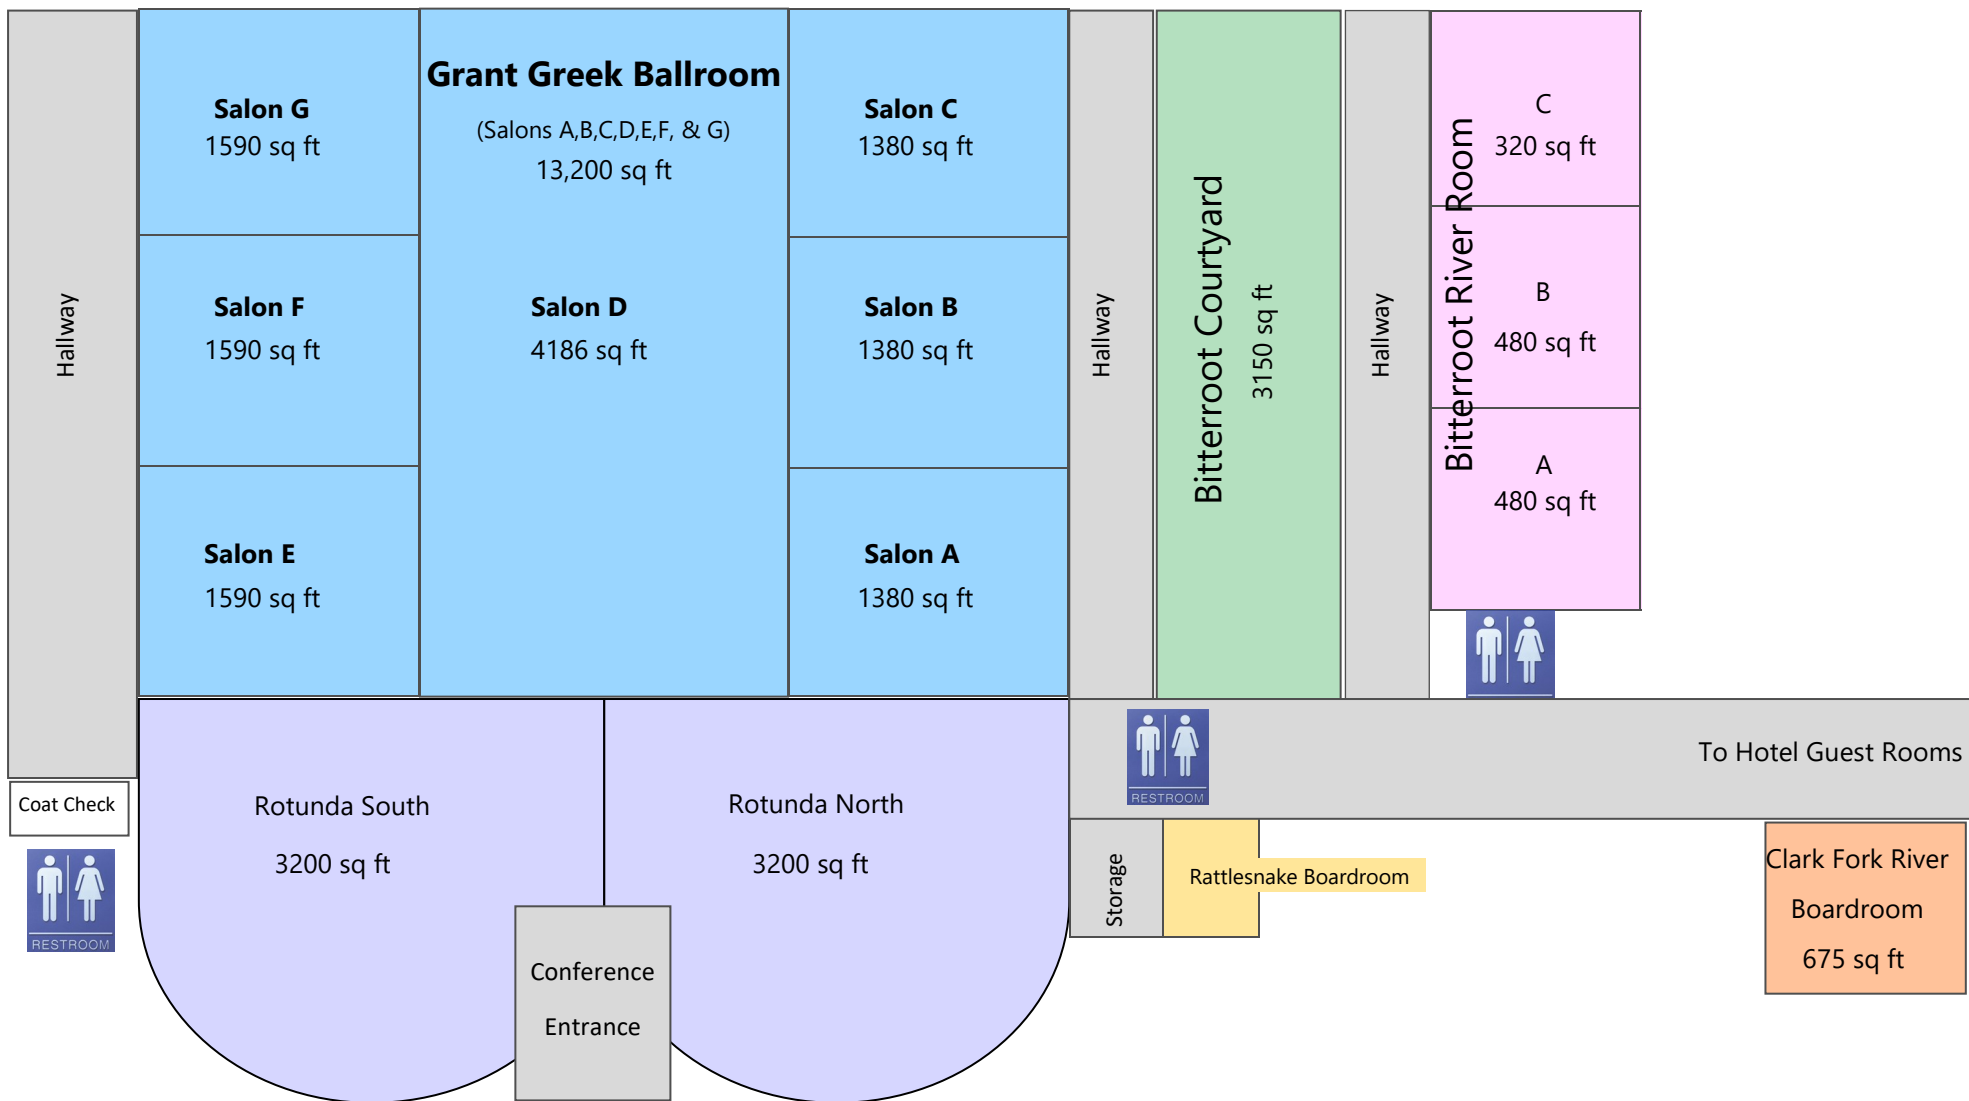 Hallway
Salon G
1590 sq ft
Grant Greek Ballroom
(Salons A,B,C,D,E,F, & G)
13,200 sq ft
Salon C
1380 sq ft
Salon F
1590 sq ft
Salon D
4186 sq ft
Salon B
1380 sq ft
Salon E
1590 sq ft
Salon A
1380 sq ft
Hallway
Bitterroot Courtyard
3150 sq ft
Hallway
Bitterroot River Room
C
320 sq ft
B
480 sq ft
A
480 sq ft
To Hotel Guest Rooms
RESTROOM
Coat Check
RESTROOM
Rotunda South
3200 sq ft
Rotunda North
3200 sq ft
Conference
Entrance
Storage
Rattlesnake Boardroom
Clark Fork River
Boardroom
675 sq ft